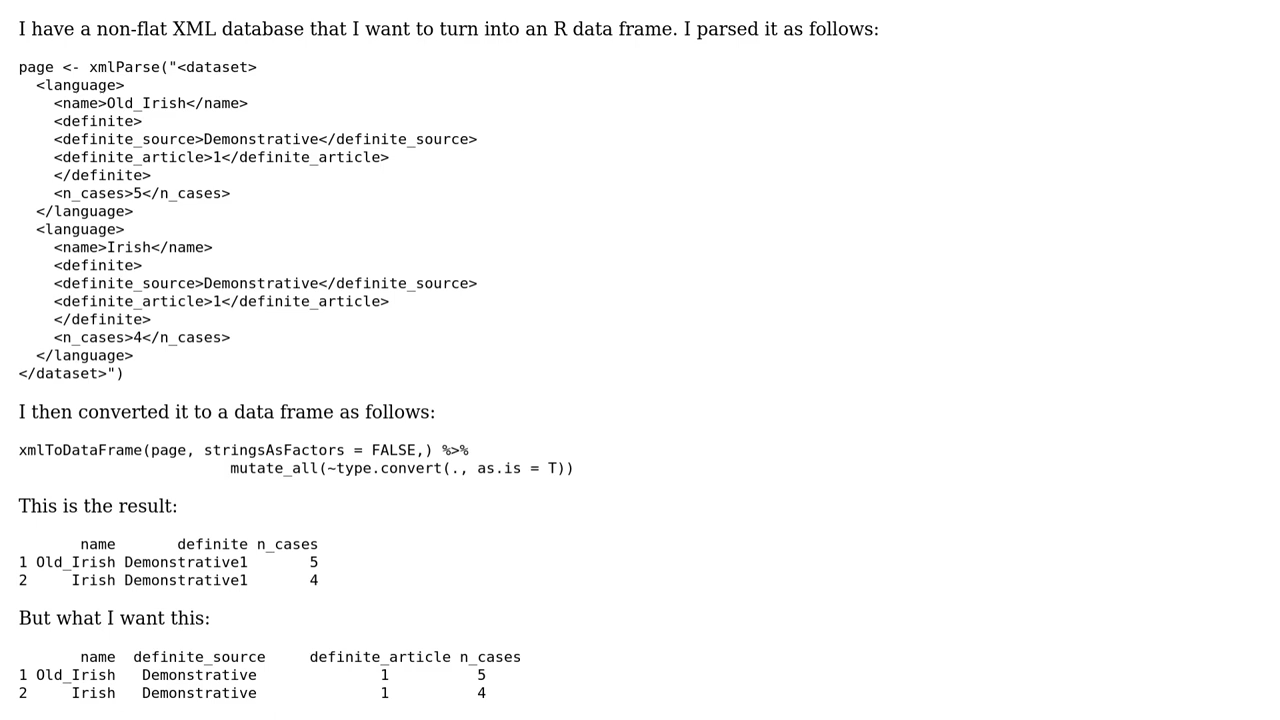 I have a non-flat XML database that I want to turn into an R data frame. I parsed it as follows:
page <- xmlParse("<dataset>
  <language>
    <name>Old_Irish</name>
    <definite>
    <definite_source>Demonstrative</definite_source>
    <definite_article>1</definite_article>
    </definite>
    <n_cases>5</n_cases>
  </language>
  <language>
    <name>Irish</name>
    <definite>
    <definite_source>Demonstrative</definite_source>
    <definite_article>1</definite_article>
    </definite>
    <n_cases>4</n_cases>
  </language>
</dataset>")
I then converted it to a data frame as follows:
xmlToDataFrame(page, stringsAsFactors = FALSE,) %>%
                        mutate_all(~type.convert(., as.is = T))
This is the result:
       name       definite n_cases
1 Old_Irish Demonstrative1       5
2     Irish Demonstrative1       4
But what I want this:
       name  definite_source     definite_article n_cases
1 Old_Irish   Demonstrative              1          5
2     Irish   Demonstrative              1          4